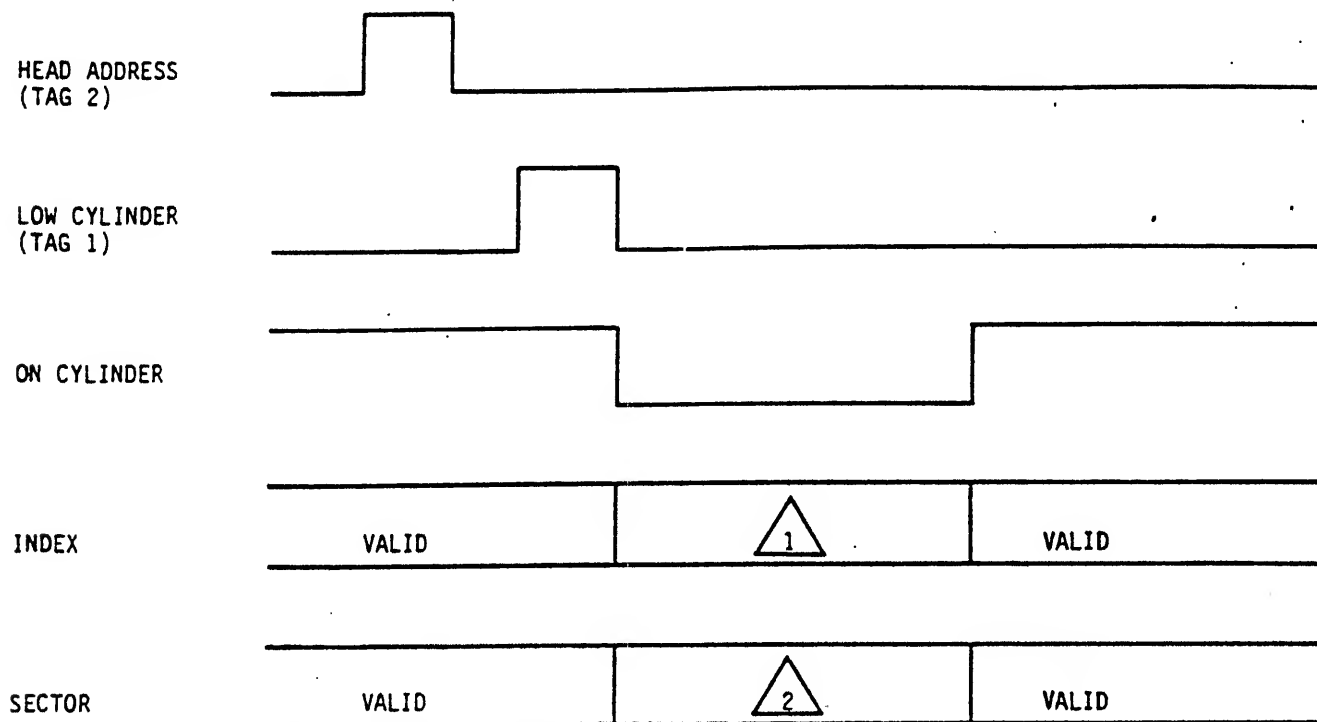 HEAD ADDRESS
(TAG 2)
LOW CYLINDER
(TAG 1)
ON CYLINDER
INDEX
VALID
1
VALID
SECTOR
VALID
2
VALID